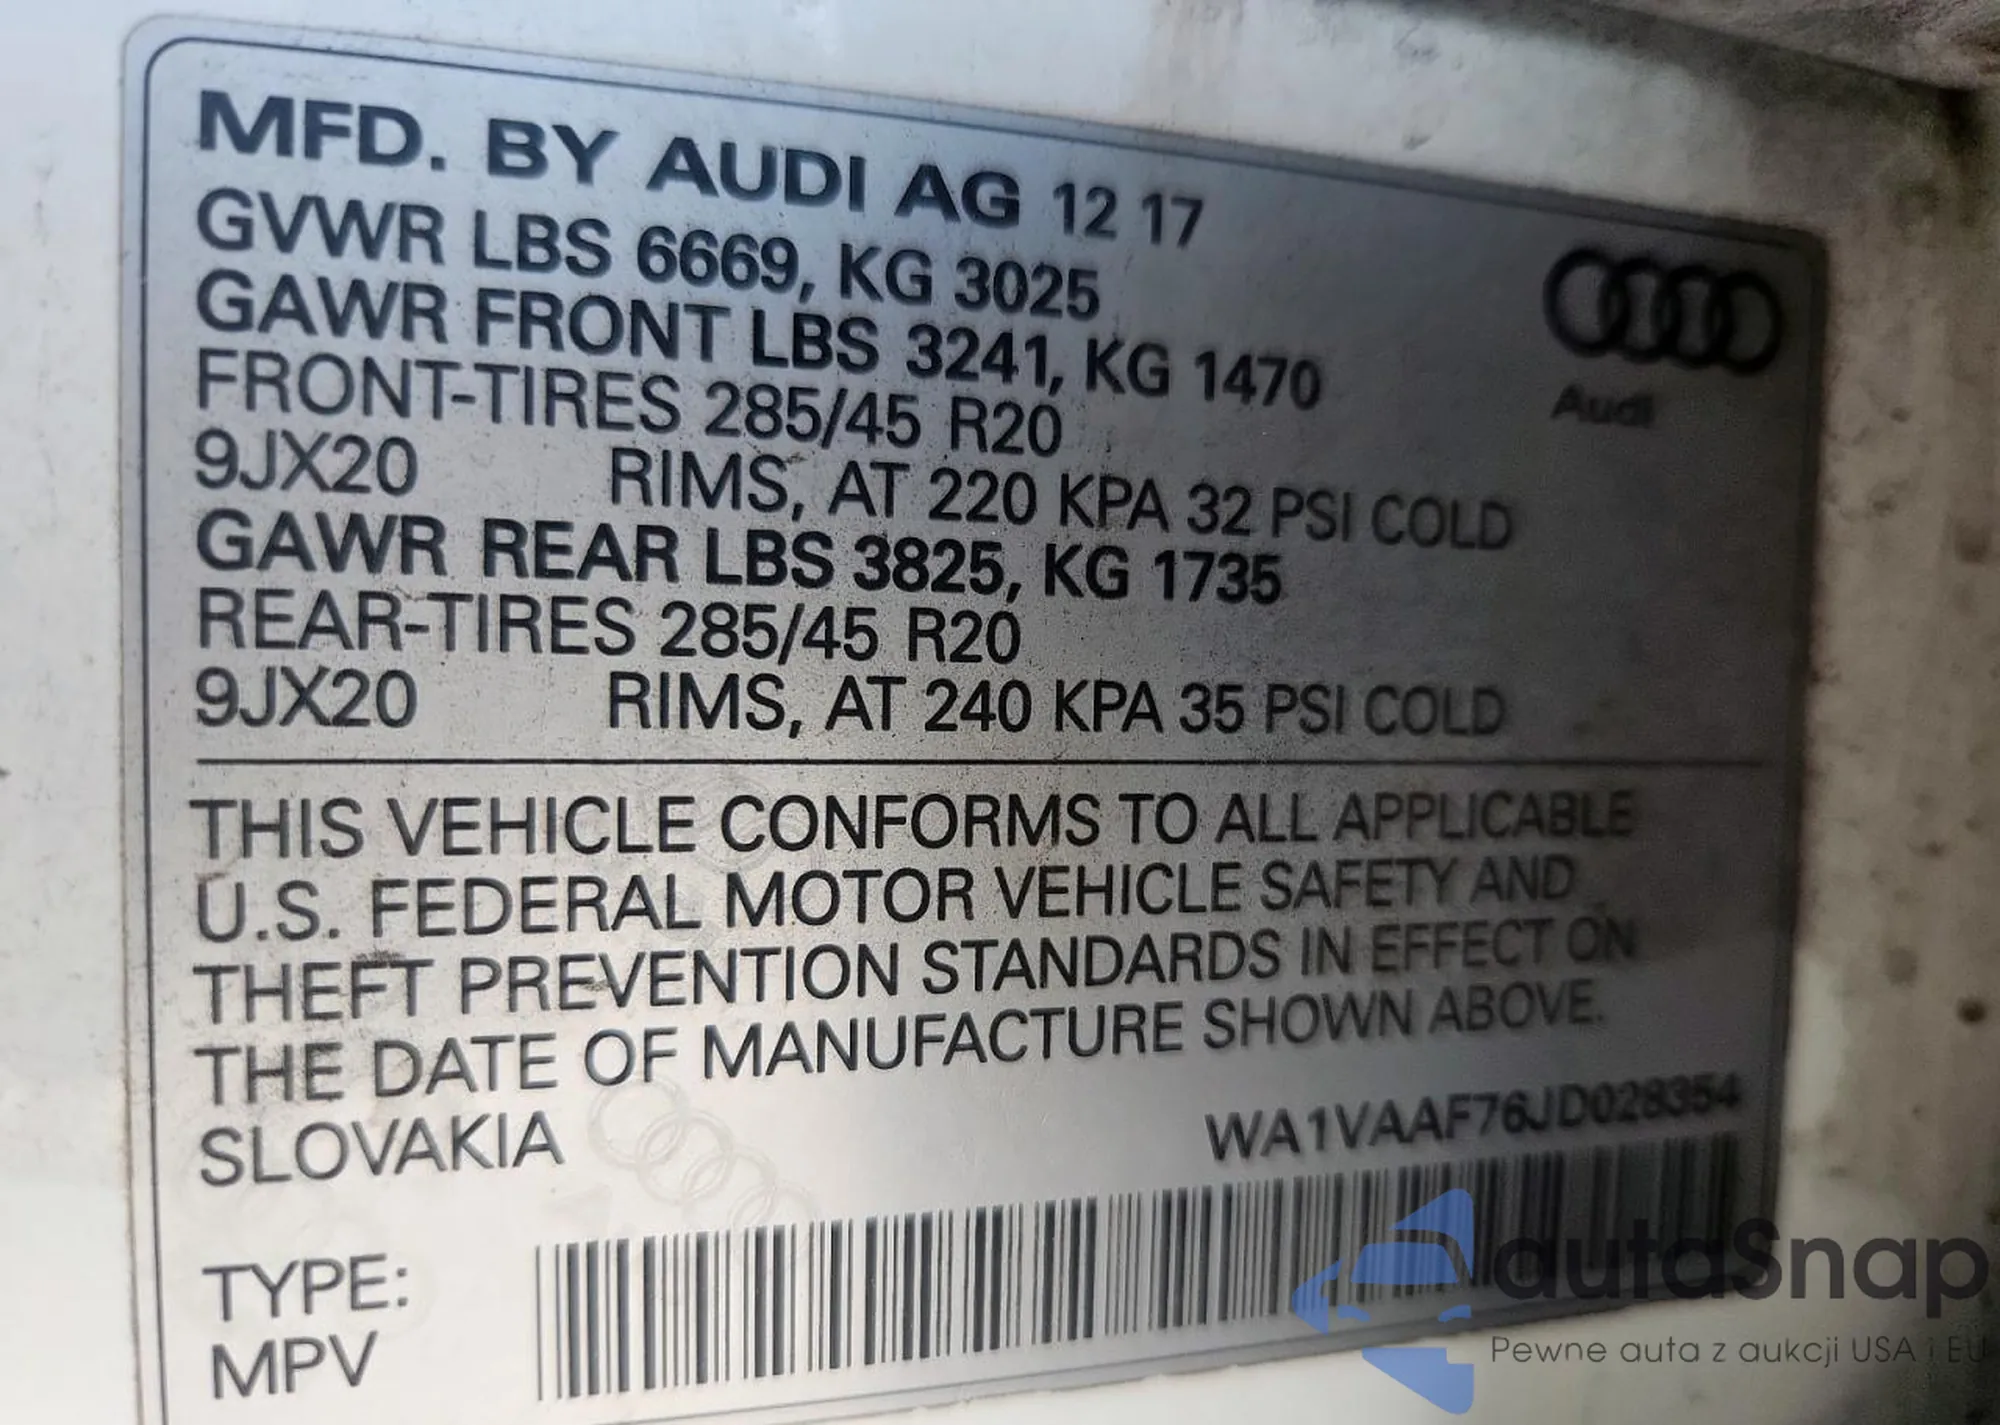 MFD. BY AUDI AG 12 17
GVWR LBS 6669, KG 3025
GAWR FRONT LBS 3241, KG 1470
FRONT-TIRES 285/45 R20
9JX20 RIMS, AT 220 KPA 32 PSI COLD
GAWR REAR LBS 3825, KG 1735
REAR-TIRES 285/45 R20
9JX20 RIMS, AT 240 KPA 35 PSI COLD
Audi
THIS VEHICLE CONFORMS TO ALL APPLICABLE
U.S. FEDERAL MOTOR VEHICLE SAFETY AND
THEFT PREVENTION STANDARDS IN EFFECT ON
THE DATE OF MANUFACTURE SHOWN ABOVE.
SLOVAKIA
WA1VAAF76JD028354
TYPE:
MPV
autaSnap
Pewne auta z aukcji USA i EU